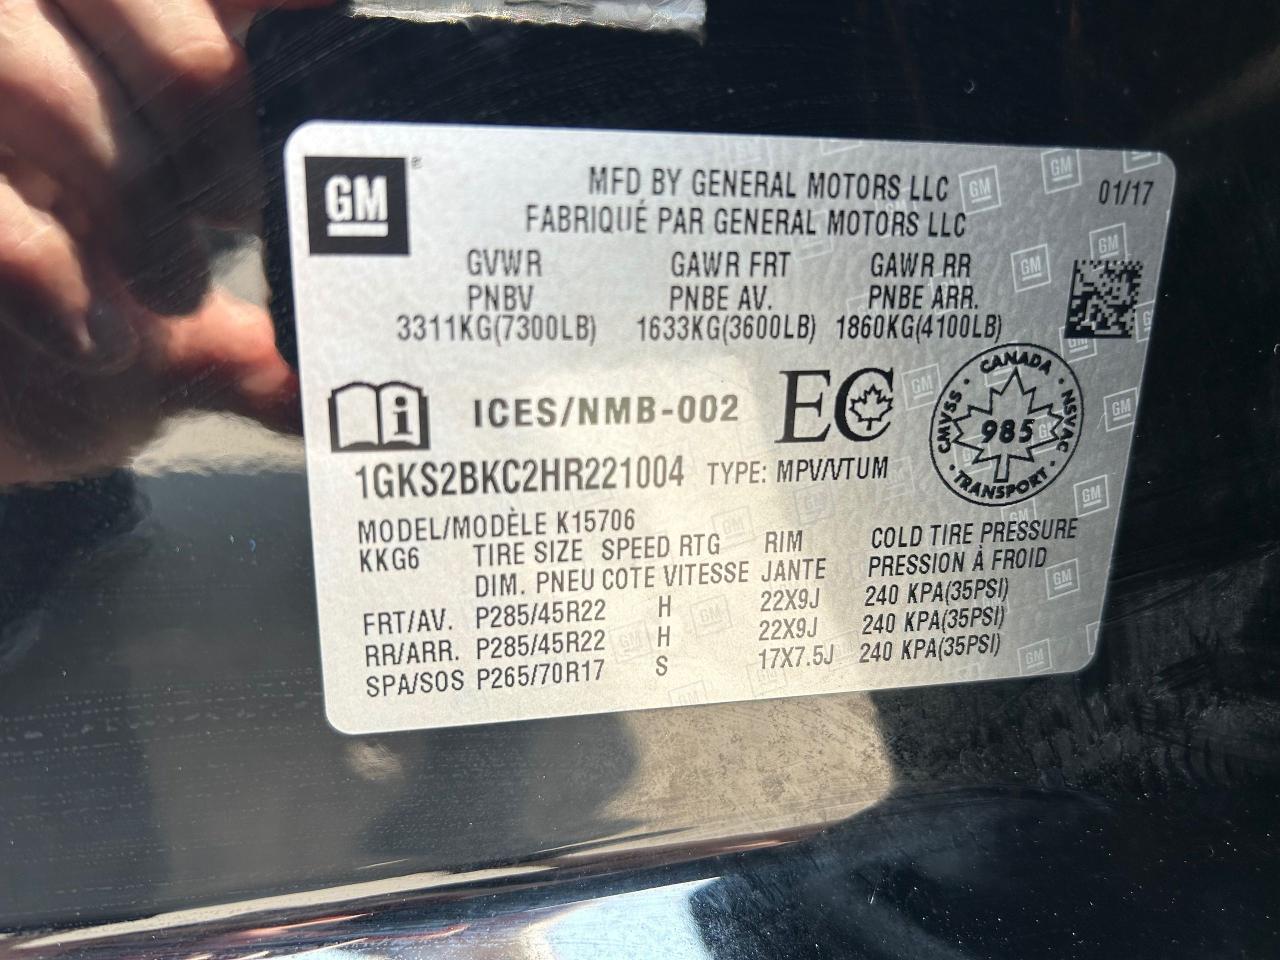 GM®
MFD BY GENERAL MOTORS LLC
01/17
FABRIQUÉ PAR GENERAL MOTORS LLC
GVWR GAWR FRT GAWR RR
PNBV PNBE AV. PNBE ARR.
3311KG(7300LB) 1633KG(3600LB) 1860KG(4100LB)
ICES/NMB-002 EC
CANADA
CMVSS 985 NSVAC
TRANSPORT
1GKS2BKC2HR221004 TYPE: MPV/VTUM
MODEL/MODÈLE K15706
KKG6 TIRE SIZE SPEED RTG RIM COLD TIRE PRESSURE
DIM. PNEU COTE VITESSE JANTE PRESSION À FROID
FRT/AV. P285/45R22 H 22X9J 240 KPA(35PSI)
RR/ARR. P285/45R22 H 22X9J 240 KPA(35PSI)
SPA/SOS P265/70R17 S 17X7.5J 240 KPA(35PSI)